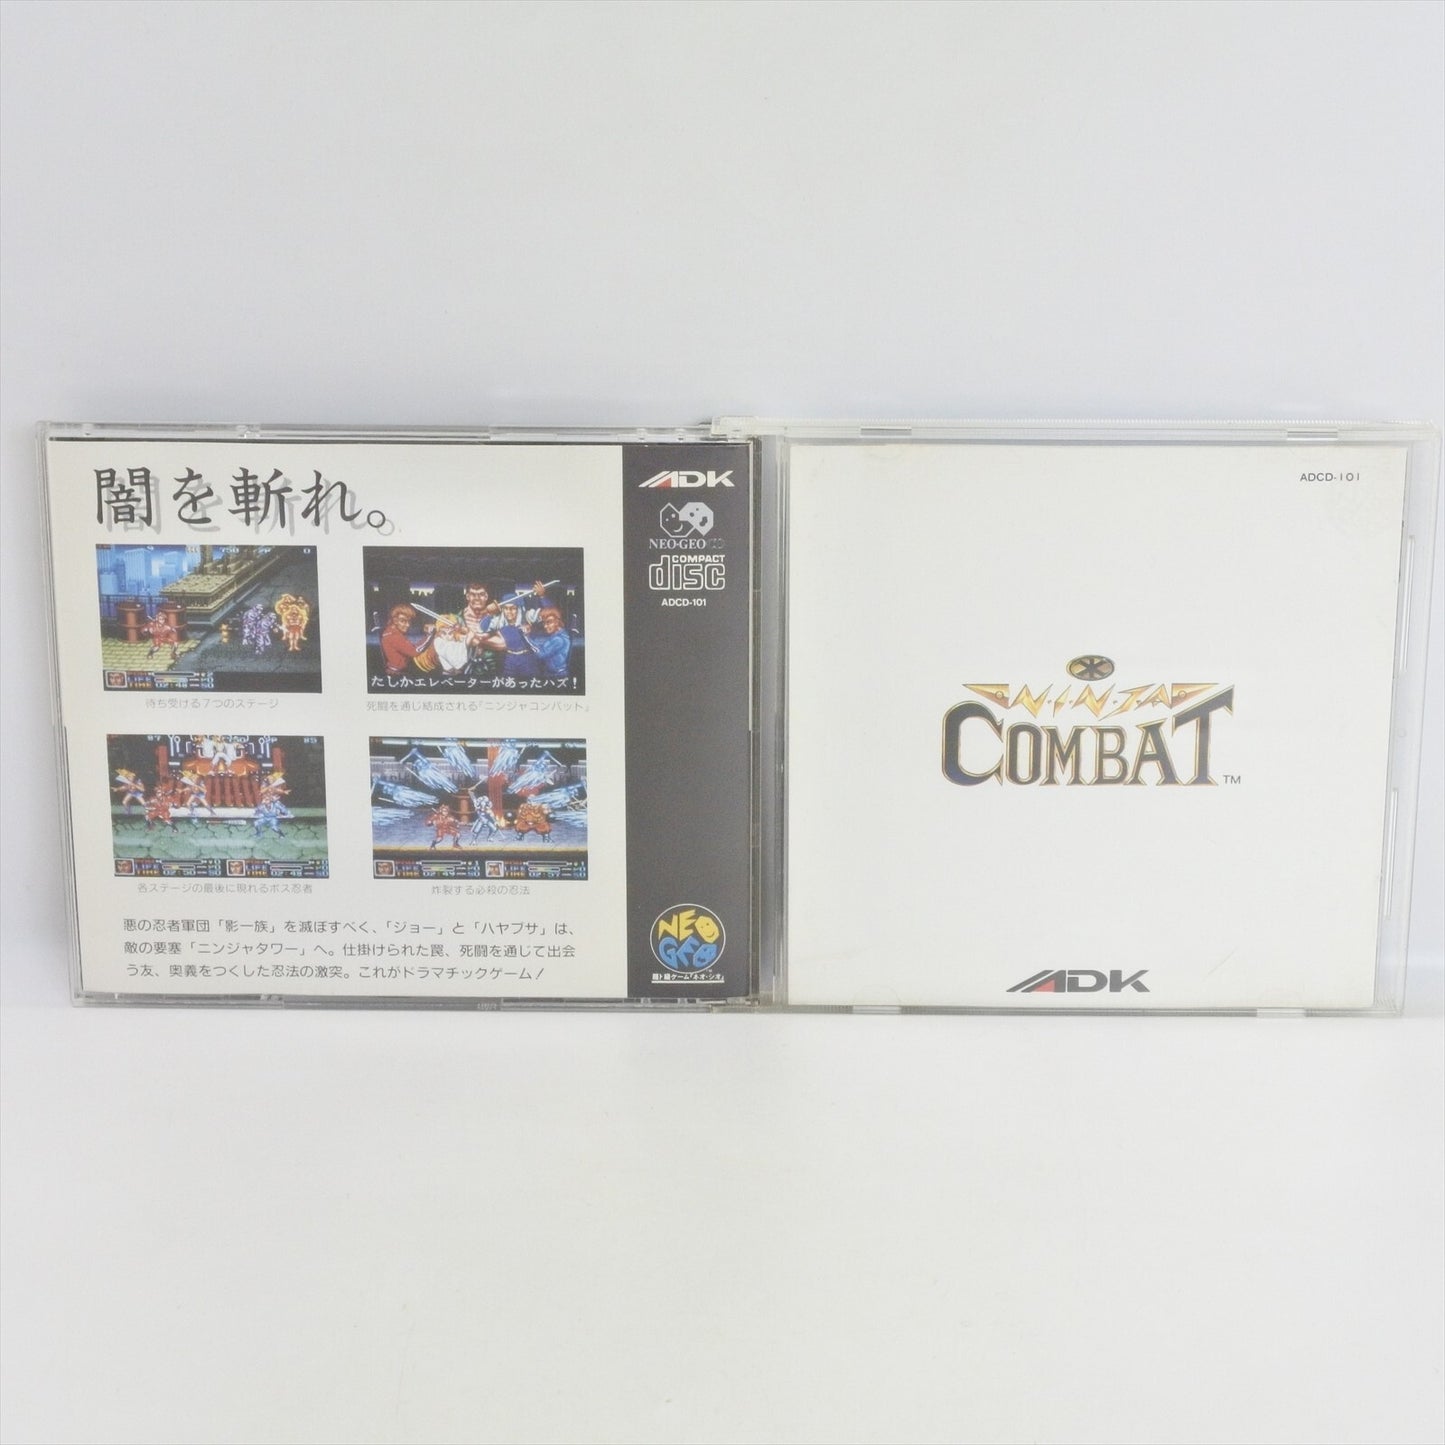 闇を斬れ。
待ち受ける7つのステージ
たしかエレベーターがあったハズ!
死闘を通じ結成される『ニンジャコンバット』
各ステージの最後に現れるボス忍者
炸裂する必殺の忍法
悪の忍者軍団「影一族」を滅ぼすべく、「ジョー」と「ハヤブサ」は、
敵の要塞「ニンジャタワー」へ。仕掛けられた罠、死闘を通じて出会
う友、奥義をつくした忍法の激突。これがドラマチックゲーム!
ADK
NEO·GEO CD
COMPACT
disc
ADCD-101
NEO
GEO
ADCD-101
NINJA
COMBAT™
ADK